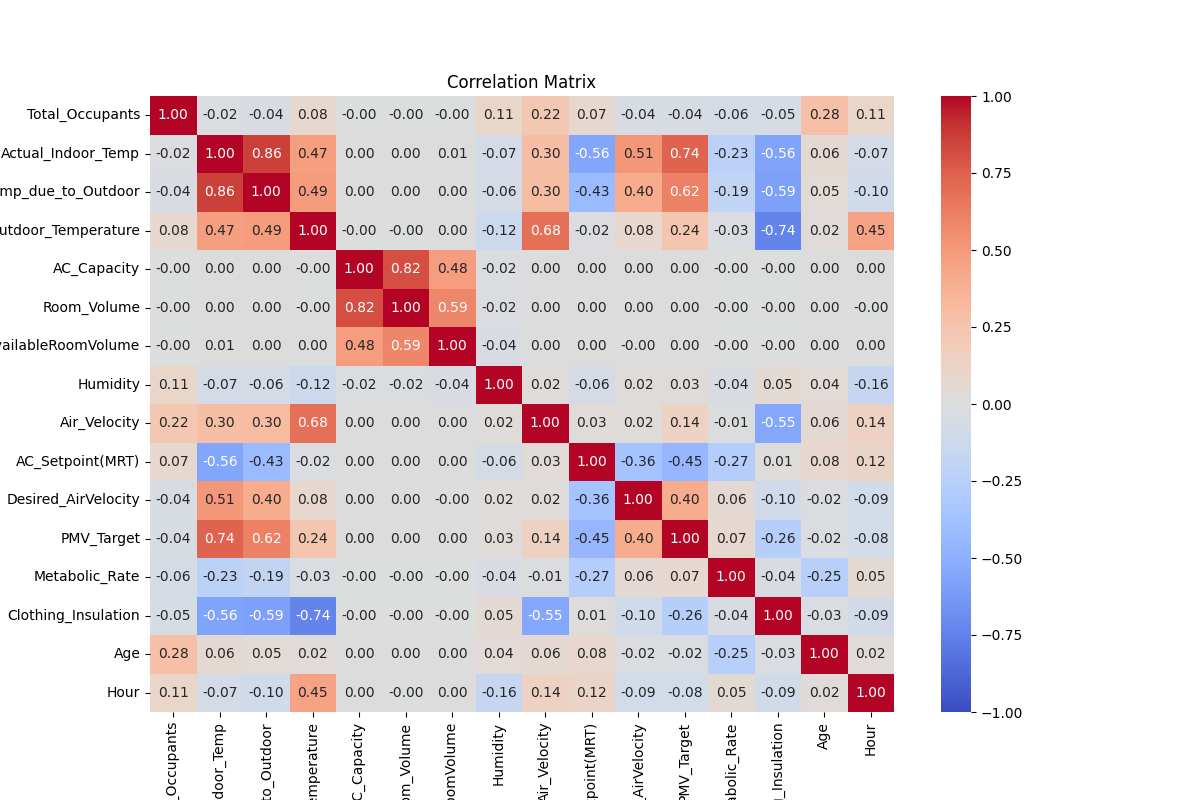 Correlation Matrix
Total_Occupants 1.00 -0.02 -0.04 0.08 -0.00 -0.00 -0.00 0.11 0.22 0.07 -0.04 -0.04 -0.06 -0.05 0.28 0.11
Actual_Indoor_Temp -0.02 1.00 0.86 0.47 0.00 0.00 0.01 -0.07 0.30 -0.56 0.51 0.74 -0.23 -0.56 0.06 -0.07
mp_due_to_Outdoor -0.04 0.86 1.00 0.49 0.00 0.00 0.00 -0.06 0.30 -0.43 0.40 0.62 -0.19 -0.59 0.05 -0.10
utdoor_Temperature 0.08 0.47 0.49 1.00 -0.00 -0.00 0.00 -0.12 0.68 -0.02 0.08 0.24 -0.03 -0.74 0.02 0.45
AC_Capacity -0.00 0.00 0.00 -0.00 1.00 0.82 0.48 -0.02 0.00 0.00 0.00 0.00 -0.00 -0.00 0.00 0.00
Room_Volume -0.00 0.00 0.00 -0.00 0.82 1.00 0.59 -0.02 0.00 0.00 0.00 0.00 -0.00 -0.00 0.00 -0.00
vailableRoomVolume -0.00 0.01 0.00 0.00 0.48 0.59 1.00 -0.04 0.00 0.00 -0.00 0.00 -0.00 -0.00 0.00 0.00
Humidity 0.11 -0.07 -0.06 -0.12 -0.02 -0.02 -0.04 1.00 0.02 -0.06 0.02 0.03 -0.04 0.05 0.04 -0.16
Air_Velocity 0.22 0.30 0.30 0.68 0.00 0.00 0.00 0.02 1.00 0.03 0.02 0.14 -0.01 -0.55 0.06 0.14
AC_Setpoint(MRT) 0.07 -0.56 -0.43 -0.02 0.00 0.00 0.00 -0.06 0.03 1.00 -0.36 -0.45 -0.27 0.01 0.08 0.12
Desired_AirVelocity -0.04 0.51 0.40 0.08 0.00 0.00 -0.00 0.02 0.02 -0.36 1.00 0.40 0.06 -0.10 -0.02 -0.09
PMV_Target -0.04 0.74 0.62 0.24 0.00 0.00 0.00 0.03 0.14 -0.45 0.40 1.00 0.07 -0.26 -0.02 -0.08
Metabolic_Rate -0.06 -0.23 -0.19 -0.03 -0.00 -0.00 -0.00 -0.04 -0.01 -0.27 0.06 0.07 1.00 -0.04 -0.25 0.05
Clothing_Insulation -0.05 -0.56 -0.59 -0.74 -0.00 -0.00 -0.00 0.05 -0.55 0.01 -0.10 -0.26 -0.04 1.00 -0.03 -0.09
Age 0.28 0.06 0.05 0.02 0.00 0.00 0.00 0.04 0.06 0.08 -0.02 -0.02 -0.25 -0.03 1.00 0.02
Hour 0.11 -0.07 -0.10 0.45 0.00 -0.00 0.00 -0.16 0.14 0.12 -0.09 -0.08 0.05 -0.09 0.02 1.00
_Occupants
door_Temp
to_Outdoor
emperature
C_Capacity
om_Volume
oomVolume
Humidity
Air_Velocity
point(MRT)
_AirVelocity
PMV_Target
abolic_Rate
g_Insulation
Age
Hour
1.00
0.75
0.50
0.25
0.00
−0.25
−0.50
−0.75
−1.00